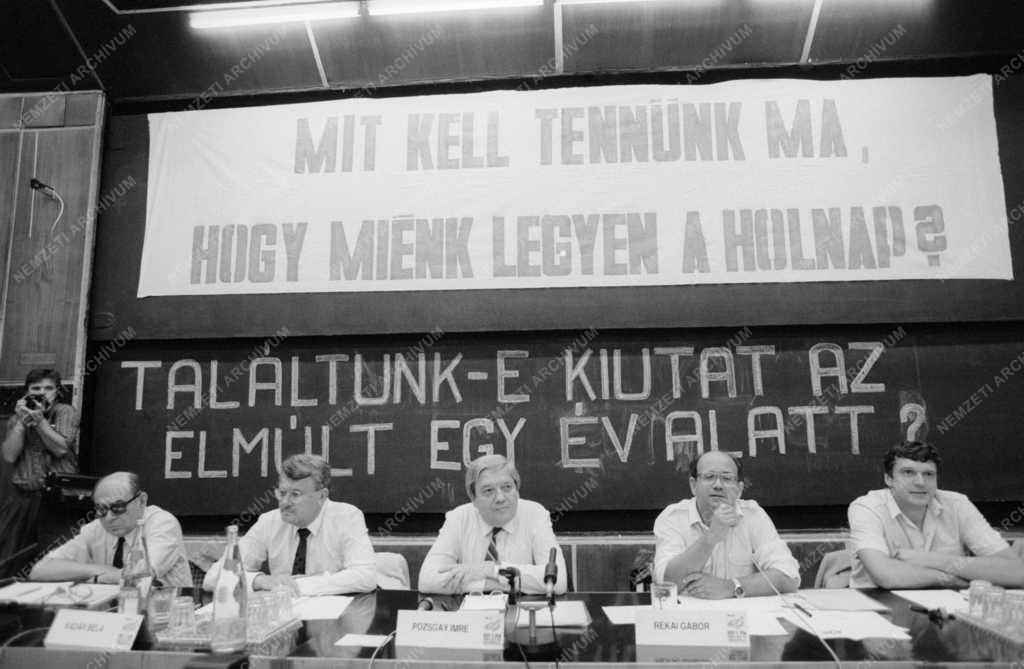 MIT KELL TENNÜNK MA,
HOGY MIÉNK LEGYEN A HOLNAP?
TALÁLTUNK-E KIUTAT AZ
ELMÚLT EGY ÉV ALATT ?
KÁDÁR BÉLA
POZSGAY IMRE
RÉKAI GÁBOR
NEMZETI ARCHÍVUM